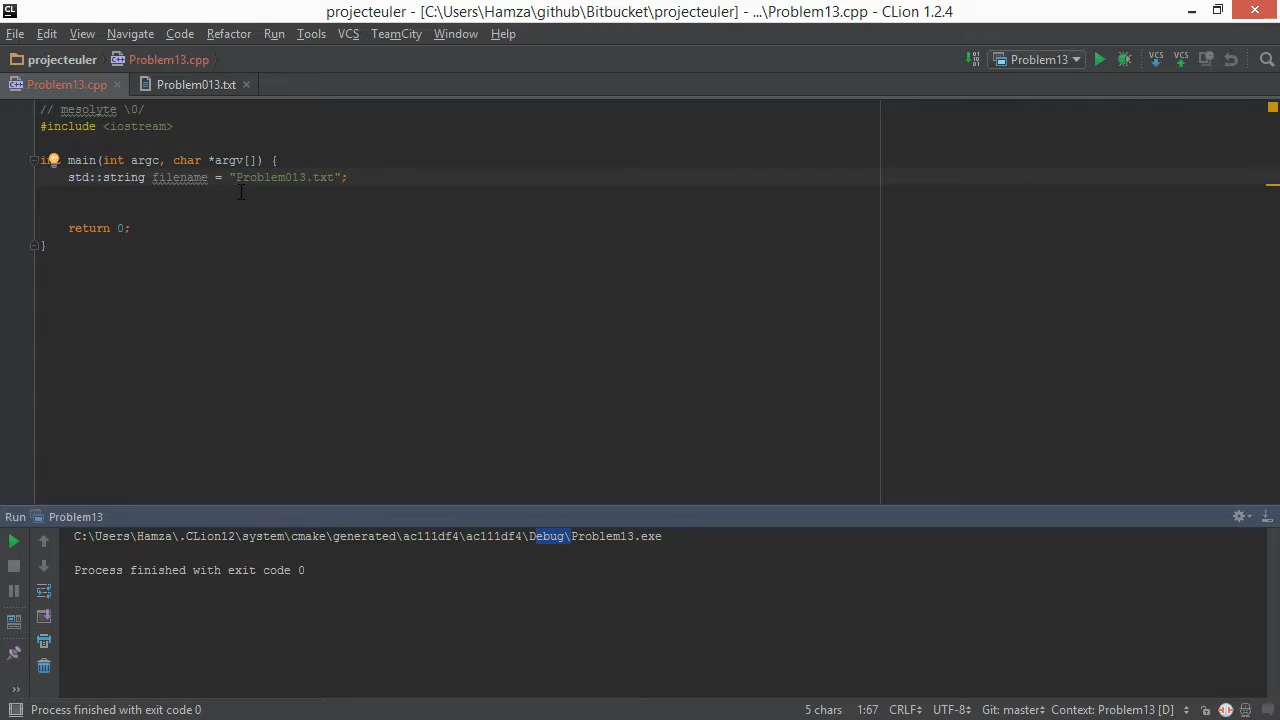 projecteuler - [C:\Users\Hamza\github\Bitbucket\projecteuler] - ...\Problem13.cpp - CLion 1.2.4
File Edit View Navigate Code Refactor Run Tools VCS TeamCity Window Help
projecteuler Problem13.cpp Problem13 VCS VCS
Problem13.cpp Problem013.txt
// mesolyte \0/
#include <iostream>
main(int argc, char *argv[]) {
std::string filename = "Problem013.txt";
return 0;
}
Run Problem13
C:\Users\Hamza\.CLion12\system\cmake\generated\ac111df4\ac111df4\Debug\Problem13.exe
Process finished with exit code 0
Process finished with exit code 0 5 chars 1:67 CRLF UTF-8 Git: master Context: Problem13 [D]